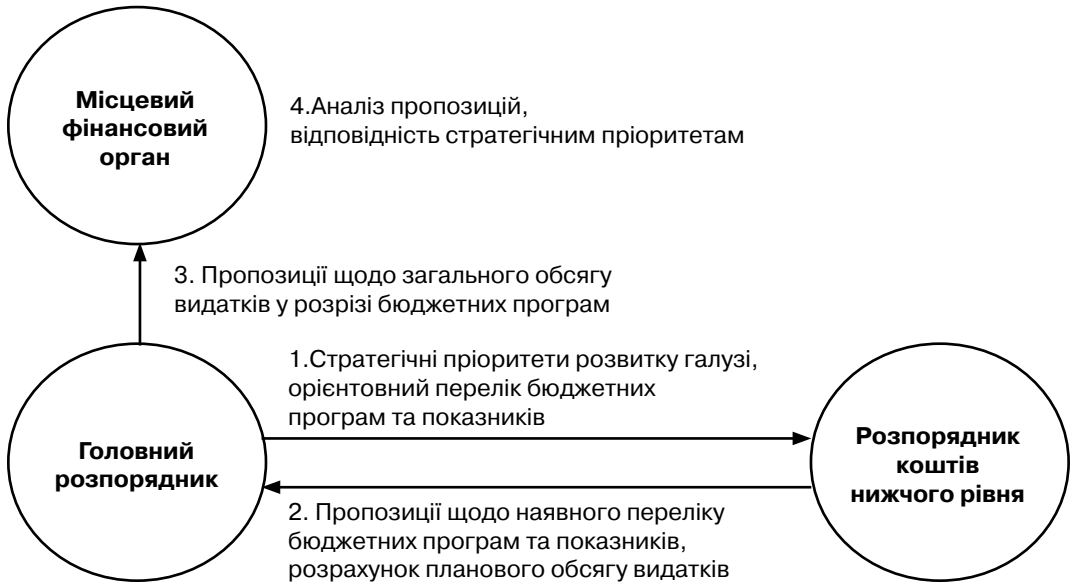 Місцевий
фінансовий
орган
4.Аналіз пропозицій,
відповідність стратегічним пріоритетам
3. Пропозиції щодо загального обсягу
видатків у розрізі бюджетних програм
1.Стратегічні пріоритети розвитку галузі,
орієнтовний перелік бюджетних
програм та показників
Головний
розпорядник
Розпорядник
коштів
нижчого рівня
2. Пропозиції щодо наявного переліку
бюджетних програм та показників,
розрахунок планового обсягу видатків